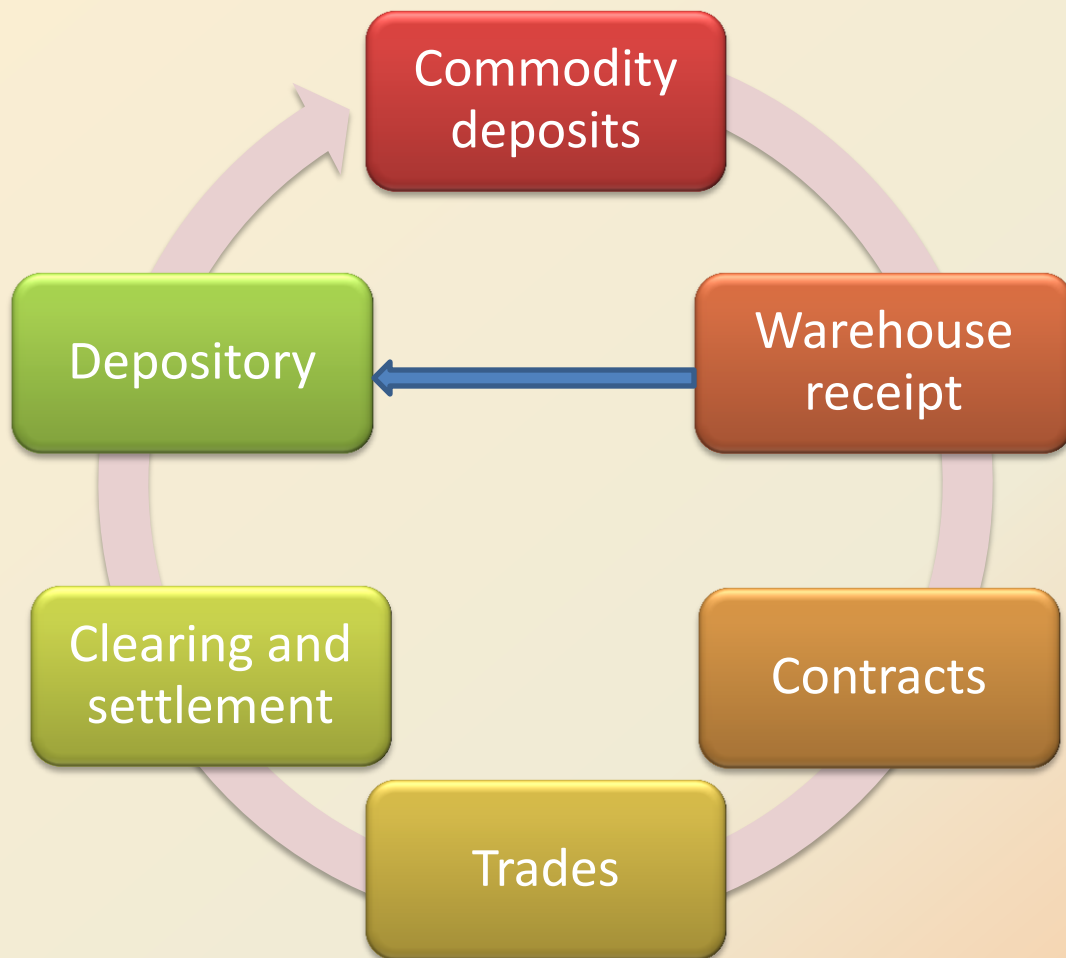 Commodity
deposits
Warehouse
receipt
Contracts
Trades
Clearing and
settlement
Depository